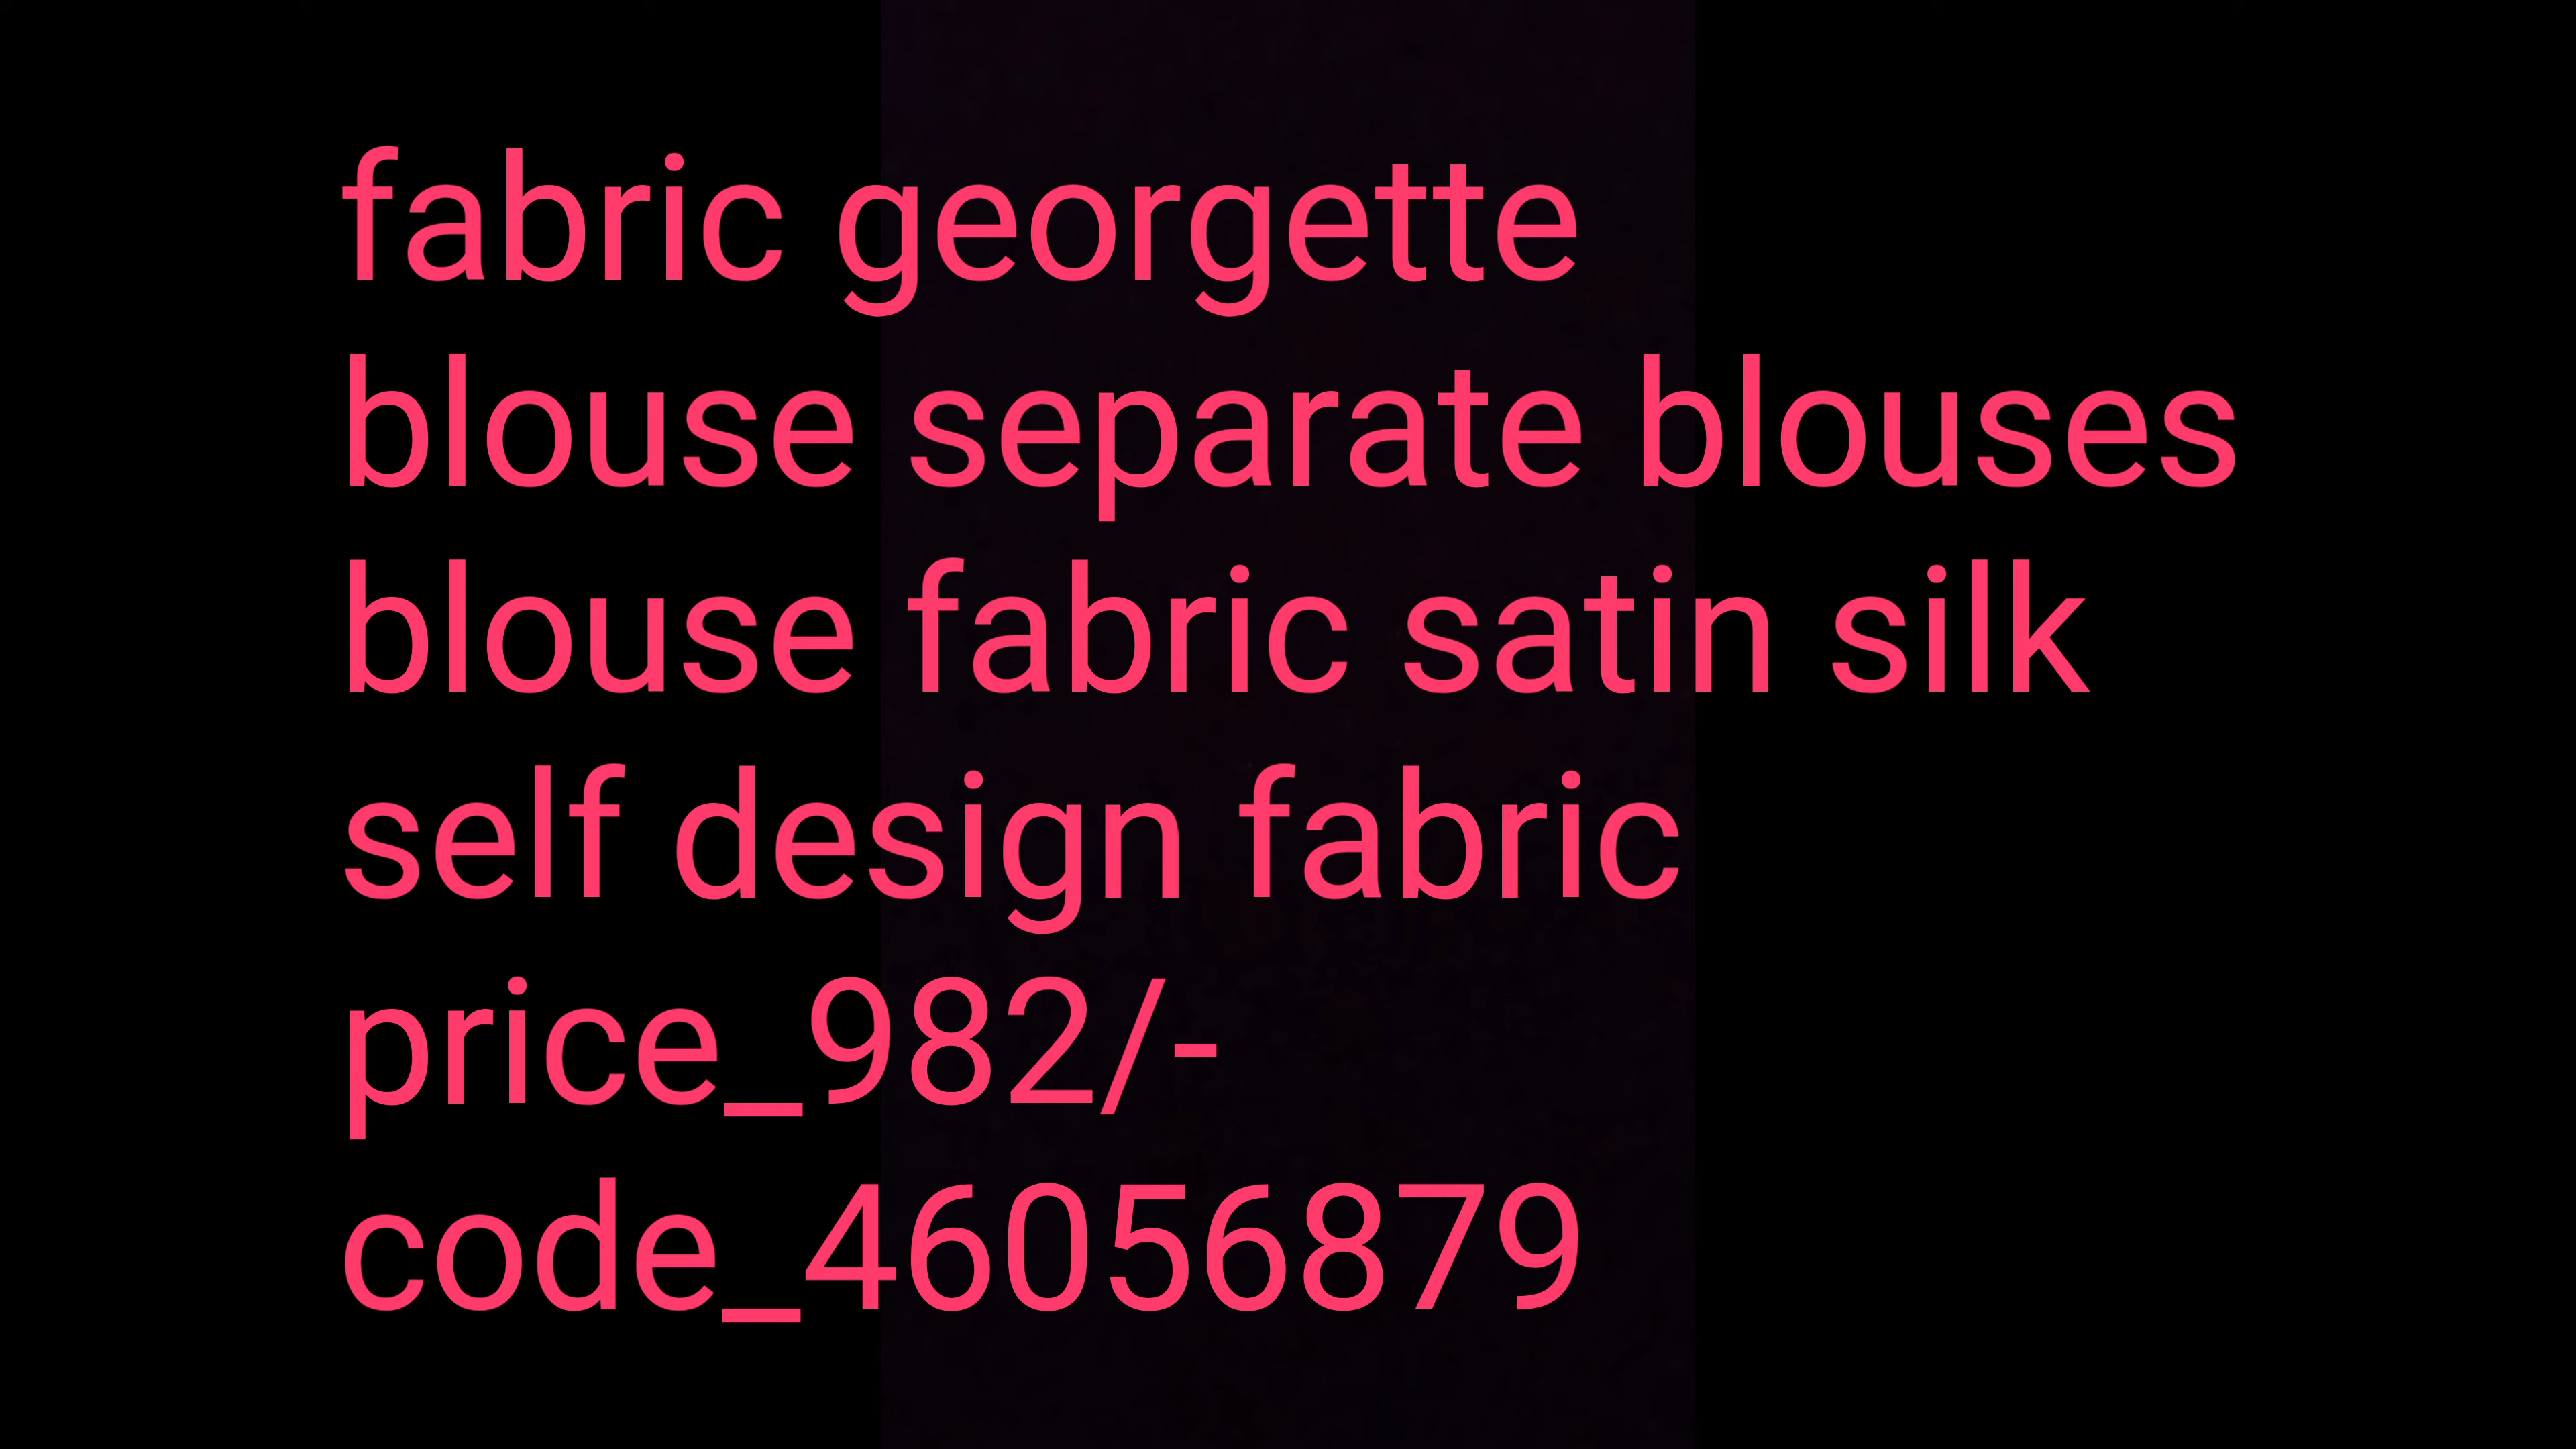 fabric georgette
blouse separate blouses
blouse fabric satin silk
self design fabric
price_982/-
code_46056879